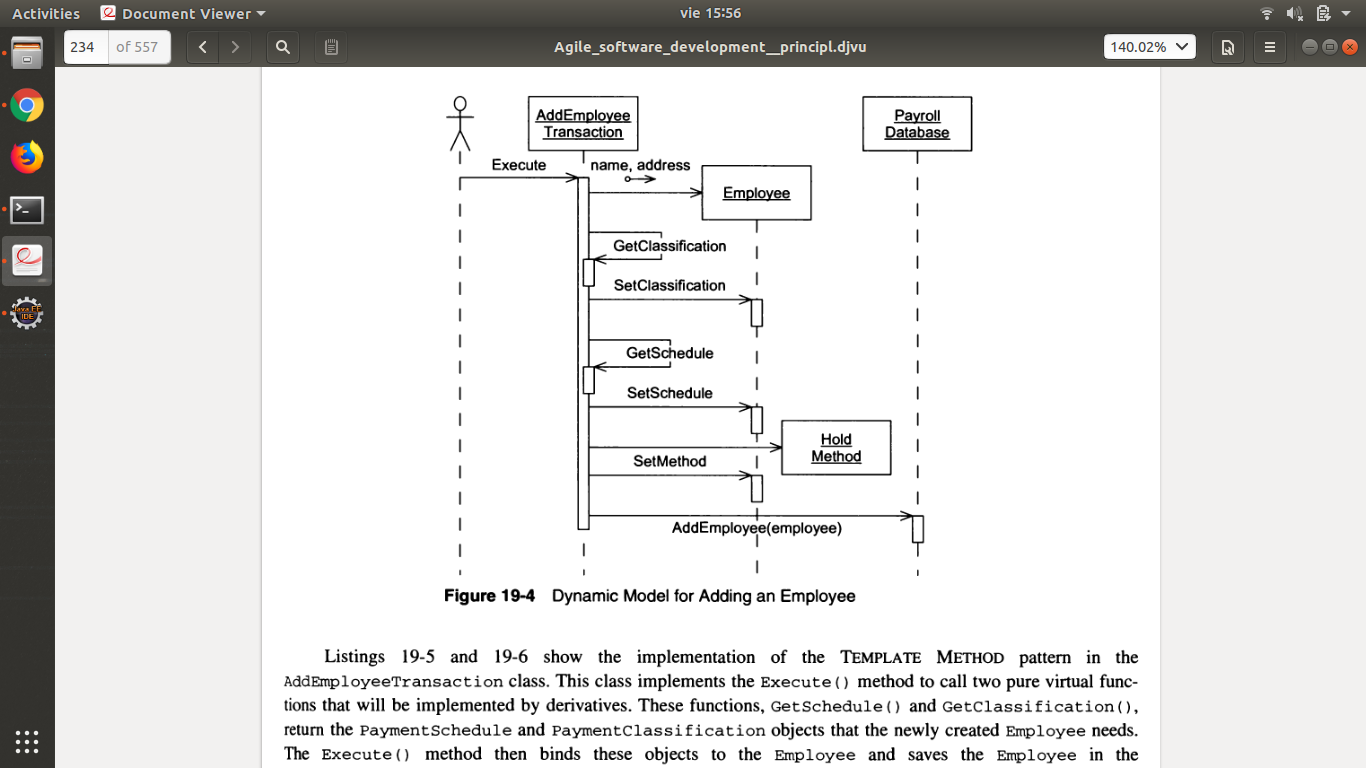 Activities Document Viewer vie 15:56
234 of 557 Agile_software_development__principl.djvu 140.02%
AddEmployee
Transaction
Payroll
Database
Execute
name, address
Employee
GetClassification
SetClassification
GetSchedule
SetSchedule
Hold
Method
SetMethod
AddEmployee(employee)
Figure 19-4 Dynamic Model for Adding an Employee
Listings 19-5 and 19-6 show the implementation of the TEMPLATE METHOD pattern in the
AddEmployeeTransaction class. This class implements the Execute() method to call two pure virtual func-
tions that will be implemented by derivatives. These functions, GetSchedule() and GetClassification(),
return the PaymentSchedule and PaymentClassification objects that the newly created Employee needs.
The Execute() method then binds these objects to the Employee and saves the Employee in the